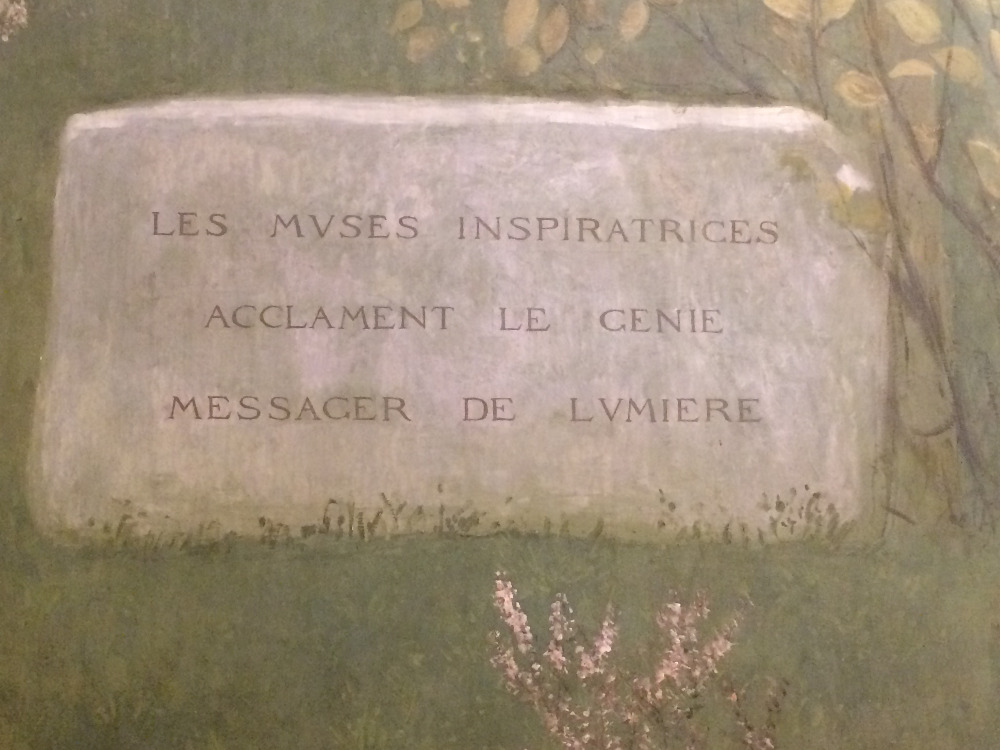 LES MVSES INSPIRATRICES
ACCLAMENT LE GENIE
MESSAGER DE LVMIERE